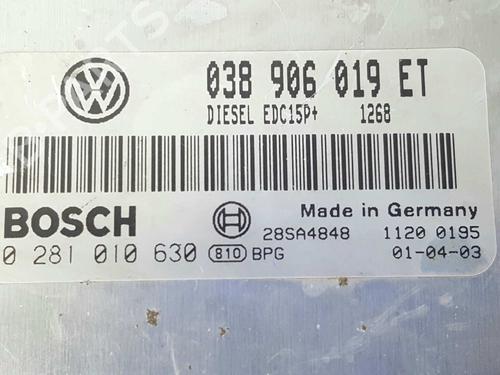 038 906 019 ET
DIESEL EDC15P+ 1268
BOSCH
Made in Germany
28SA4848 1120 0195
0 281 010 630 810 BPG 01-04-03